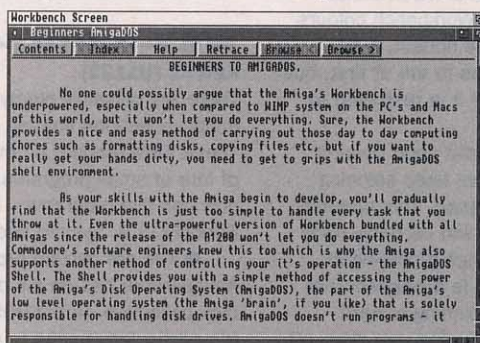 Workbench Screen
Beginners AmigaDOS
Contents Index Help Retrace Browse < Browse >
BEGINNERS TO AMIGADOS.
No one could possibly argue that the Amiga's Workbench is
underpowered, especially when compared to WIMP system on the PC's and Macs
of this world, but it won't let you do everything. Sure, the Workbench
provides a nice and easy method of carrying out those day to day computing
chores such as formatting disks, copying files etc, but if you want to
really get your hands dirty, you need to get to grips with the AmigaDOS
shell environment.
As your skills with the Amiga begin to develop, you'll gradually
find that the Workbench is just too simple to handle every task that you
throw at it. Even the ultra-powerful version of Workbench bundled with all
Amigas since the release of the A1200 won't let you do everything.
Commodore's software engineers knew this too which is why the Amiga also
supports another method of controlling your it's operation - the AmigaDOS
Shell. The Shell provides you with a simple method of accessing the power
of the Amiga's Disk Operating System (AmigaDOS), the part of the Amiga's
low level operating system (the Amiga 'brain', if you like) that is solely
responsible for handling disk drives. AmigaDOS doesn't run programs - it